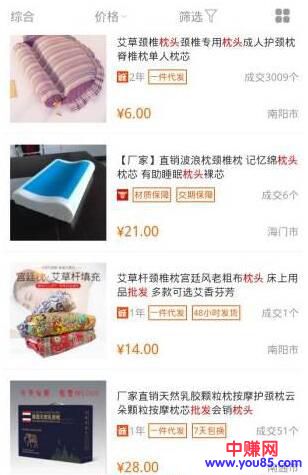 综合 价格 筛选
艾草颈椎枕头颈椎专用枕头成人护颈枕
脊椎枕单人枕芯
2年 一件代发 成交3009个
¥6.00 南阳市
【厂家】直销波浪枕颈椎枕 记忆绵枕头
枕芯 有助睡眠枕头裸芯
材质保障 交期保障 成交6个
¥21.00 海门市
宫廷枕 艾草杆填充
艾草杆颈椎枕宫廷风老粗布枕头 床上用
品批发 多款可选艾香芬芳
1年 一件代发 48小时发货 成交1个
¥14.00 南阳市
厂家直销天然乳胶颗粒枕按摩护颈枕云
朵颗粒按摩枕芯批发会销枕头
1年 一件代发 7天包换 成交51个
¥28.00 南通市
中赚网
www.you85.com